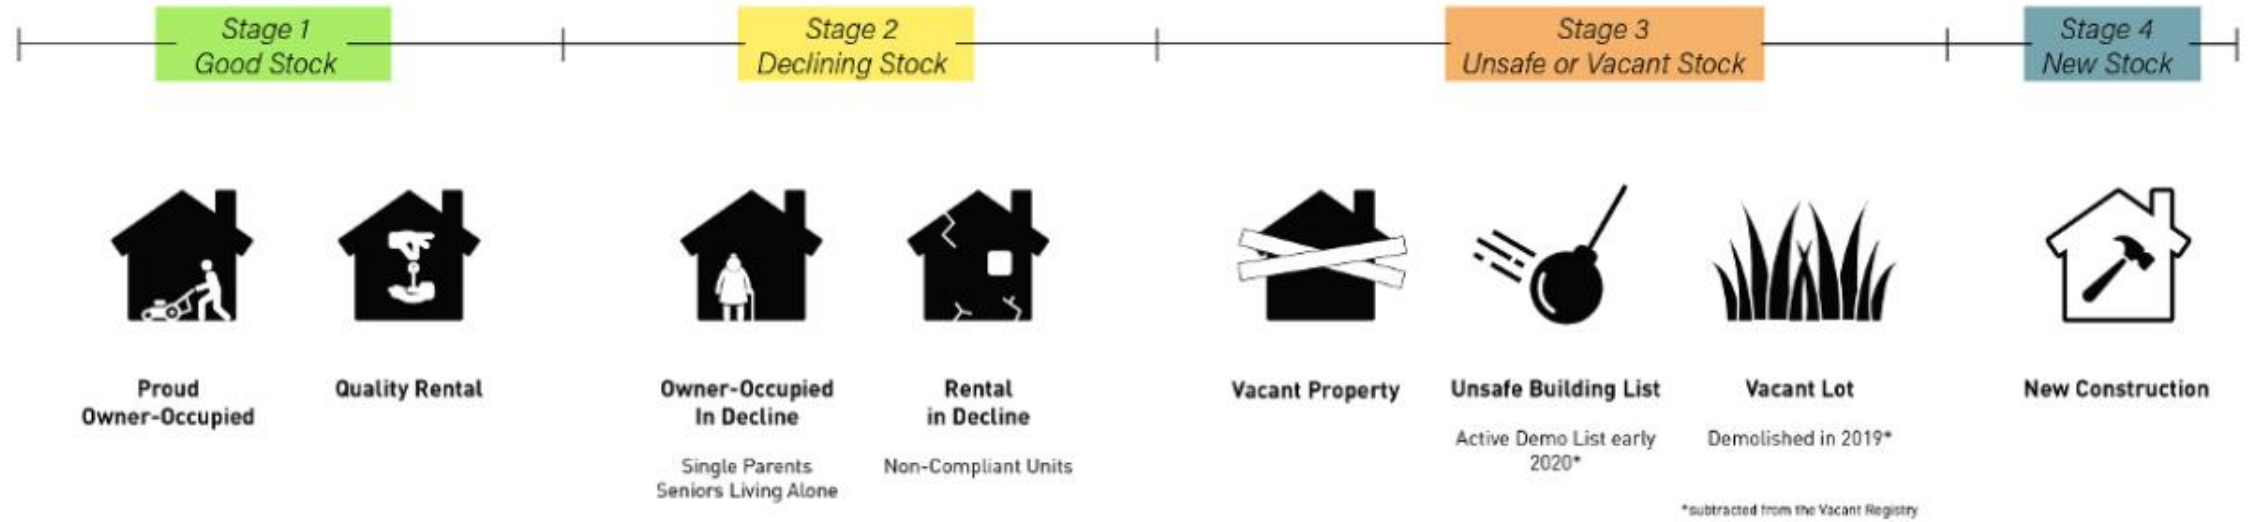 Stage 1
Good Stock
Stage 2
Declining Stock
Stage 3
Unsafe or Vacant Stock
Stage 4
New Stock
Proud
Owner-Occupied
Quality Rental
Owner-Occupied
In Decline
Single Parents
Seniors Living Alone
Rental
in Decline
Non-Compliant Units
Vacant Property
Unsafe Building List
Active Demo List early
2020*
Vacant Lot
Demolished in 2019*
*subtracted from the Vacant Registry
New Construction